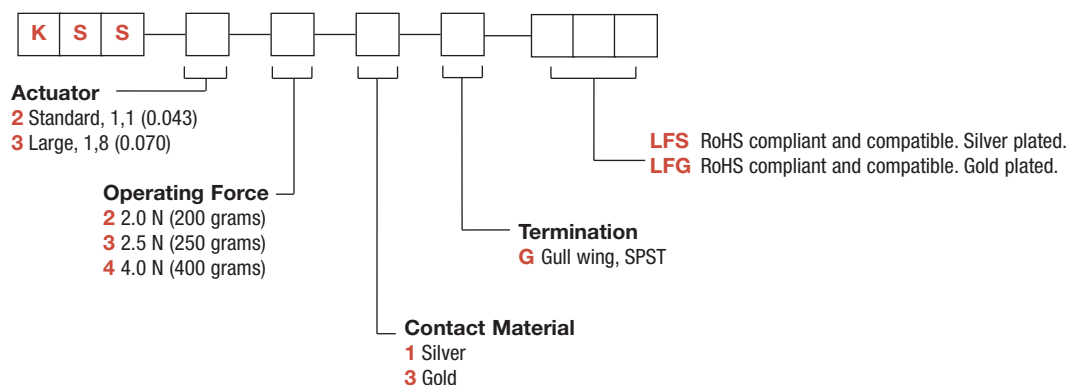 K S S
Actuator
2 Standard, 1,1 (0.043)
3 Large, 1,8 (0.070)
LFS RoHS compliant and compatible. Silver plated.
LFG RoHS compliant and compatible. Gold plated.
Operating Force
2 2.0 N (200 grams)
3 2.5 N (250 grams)
4 4.0 N (400 grams)
Termination
G Gull wing, SPST
Contact Material
1 Silver
3 Gold